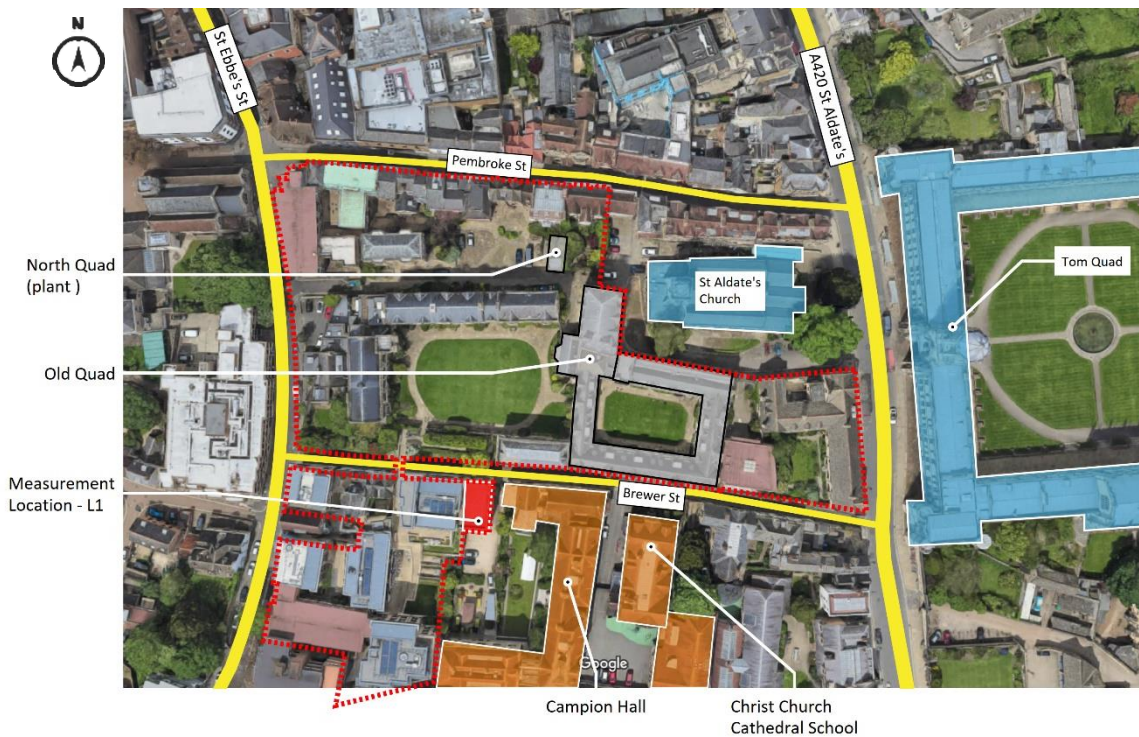 N
St Ebbe's St
A420 St Aldate's
Pembroke St
North Quad
(plant )
St Aldate's
Church
Tom Quad
Old Quad
Measurement
Location - L1
Brewer St
Google
Campion Hall
Christ Church
Cathedral School